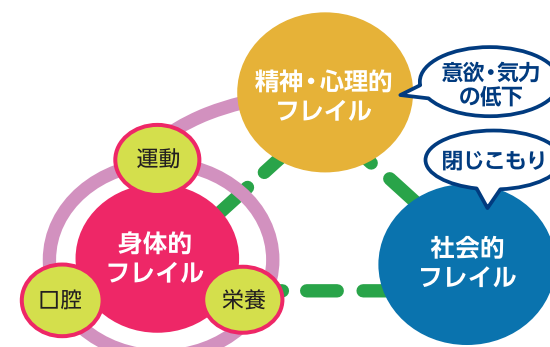 精神・心理的
フレイル
意欲・気力
の低下
閉じこもり
運動
身体的
フレイル
口腔
栄養
社会的
フレイル